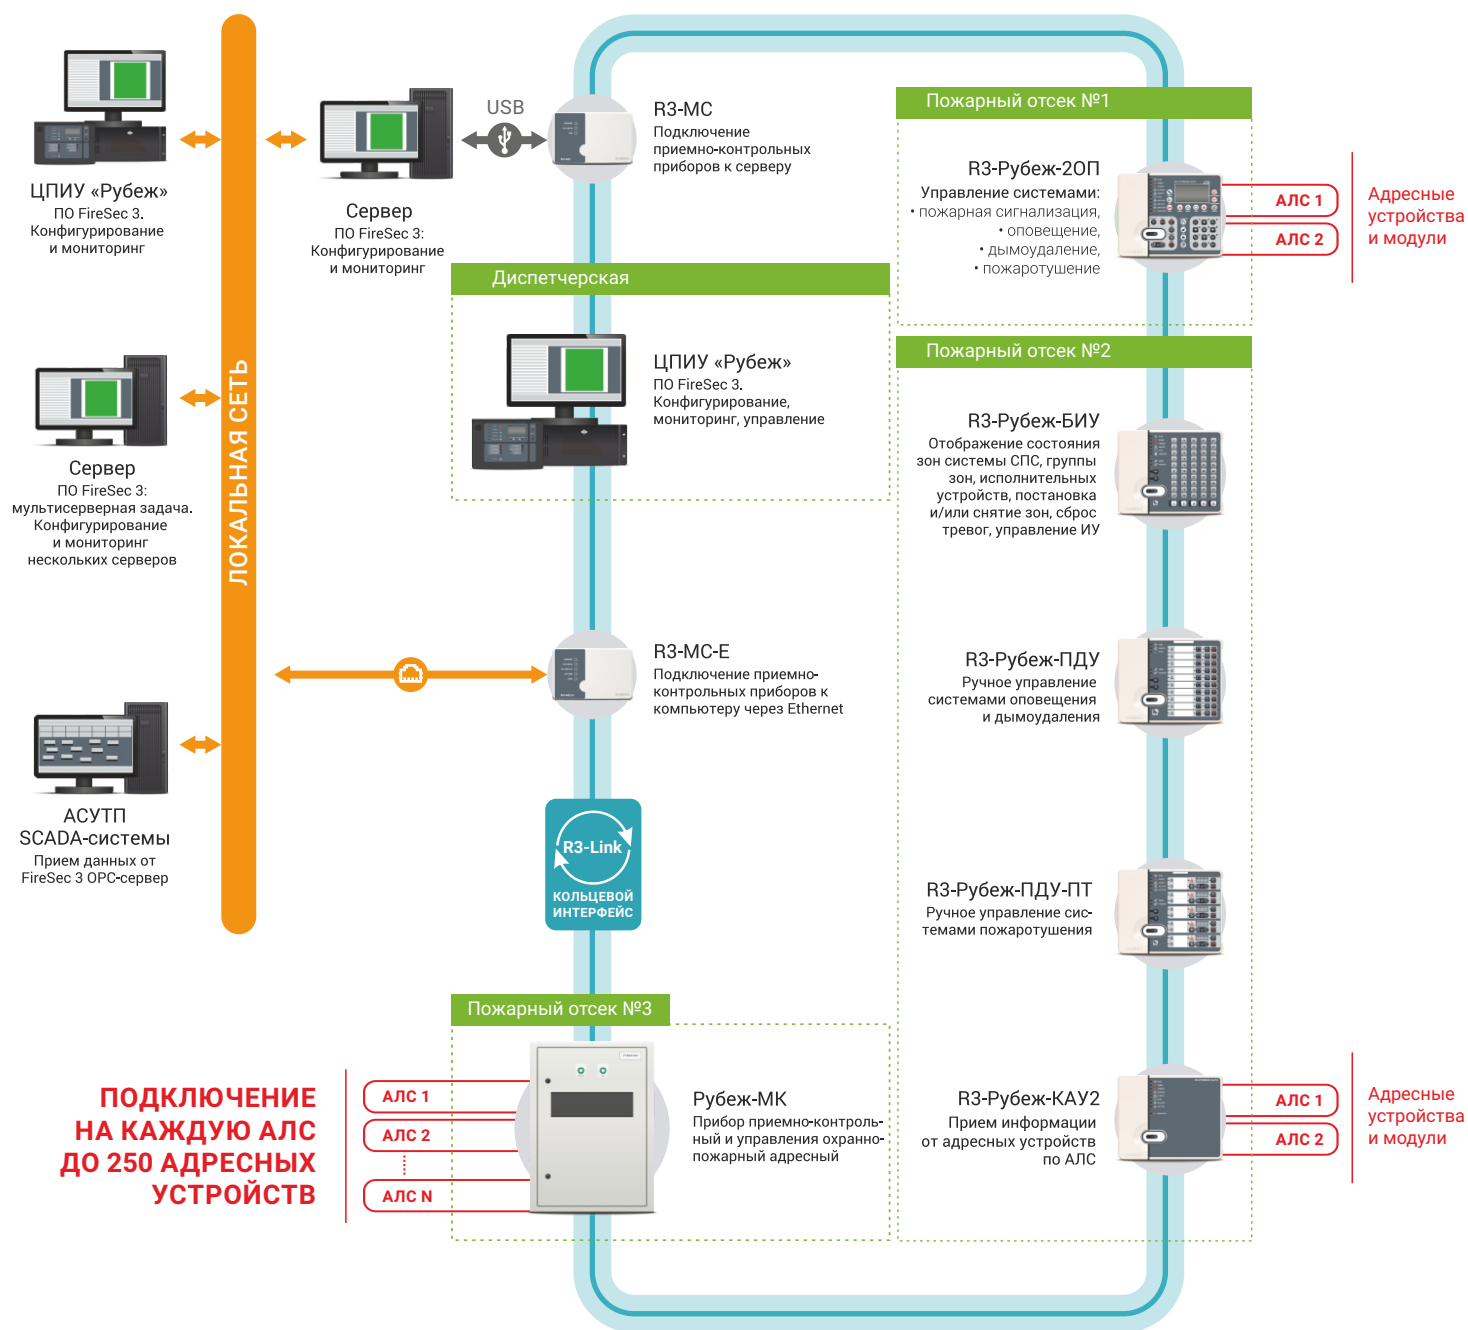 ЦПИУ «Рубеж»
ПО FireSec 3.
Конфигурирование
и мониторинг
Сервер
ПО FireSec 3:
мультисерверная задача.
Конфигурирование
и мониторинг
нескольких серверов
АСУТП
SCADA-системы
Прием данных от
FireSec 3 OPC-сервер
ЛОКАЛЬНАЯ СЕТЬ
Сервер
ПО FireSec 3:
Конфигурирование
и мониторинг
USB
R3-МС
Подключение
приемно-контрольных
приборов к серверу
Диспетчерская
ЦПИУ «Рубеж»
ПО FireSec 3.
Конфигурирование,
мониторинг, управление
R3-МС-Е
Подключение приемно-
контрольных приборов к
компьютеру через Ethernet
R3-Link
КОЛЬЦЕВОЙ
ИНТЕРФЕЙС
Пожарный отсек №3
ПОДКЛЮЧЕНИЕ
НА КАЖДУЮ АЛС
ДО 250 АДРЕСНЫХ
УСТРОЙСТВ
АЛС 1
АЛС 2
АЛС N
Рубеж-МК
Прибор приемно-контроль-
ный и управления охранно-
пожарный адресный
Пожарный отсек №1
R3-Рубеж-2ОП
Управление системами:
• пожарная сигнализация,
• оповещение,
• дымоудаление,
• пожаротушение
АЛС 1
АЛС 2
Адресные
устройства
и модули
Пожарный отсек №2
R3-Рубеж-БИУ
Отображение состояния
зон системы СПС, группы
зон, исполнительных
устройств, постановка
и/или снятие зон, сброс
тревог, управление ИУ
R3-Рубеж-ПДУ
Ручное управление
системами оповещения
и дымоудаления
R3-Рубеж-ПДУ-ПТ
Ручное управление сис-
темами пожаротушения
R3-Рубеж-КАУ2
Прием информации
от адресных устройств
по АЛС
АЛС 1
АЛС 2
Адресные
устройства
и модули